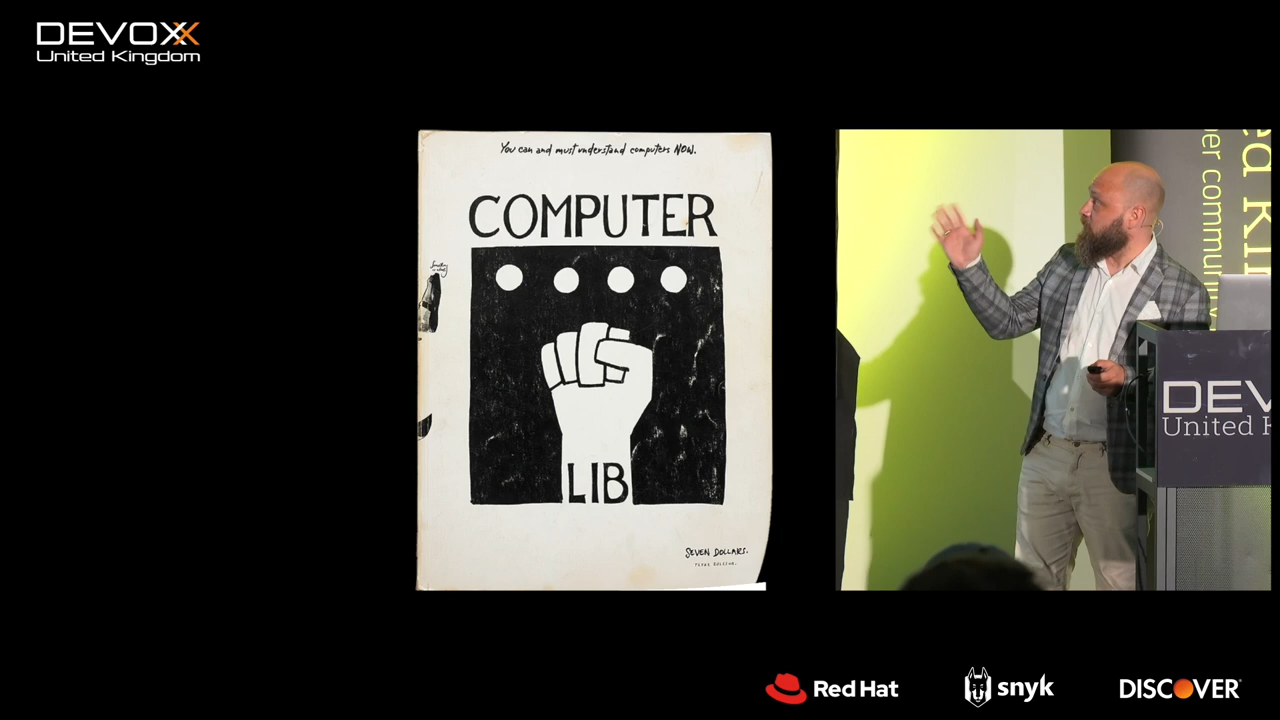 DEVOXX
United Kingdom
You can and must understand computers NOW.
COMPUTER
LIB
SEVEN DOLLARS.
DEV
United K
Red Hat
snyk
DISCOVER